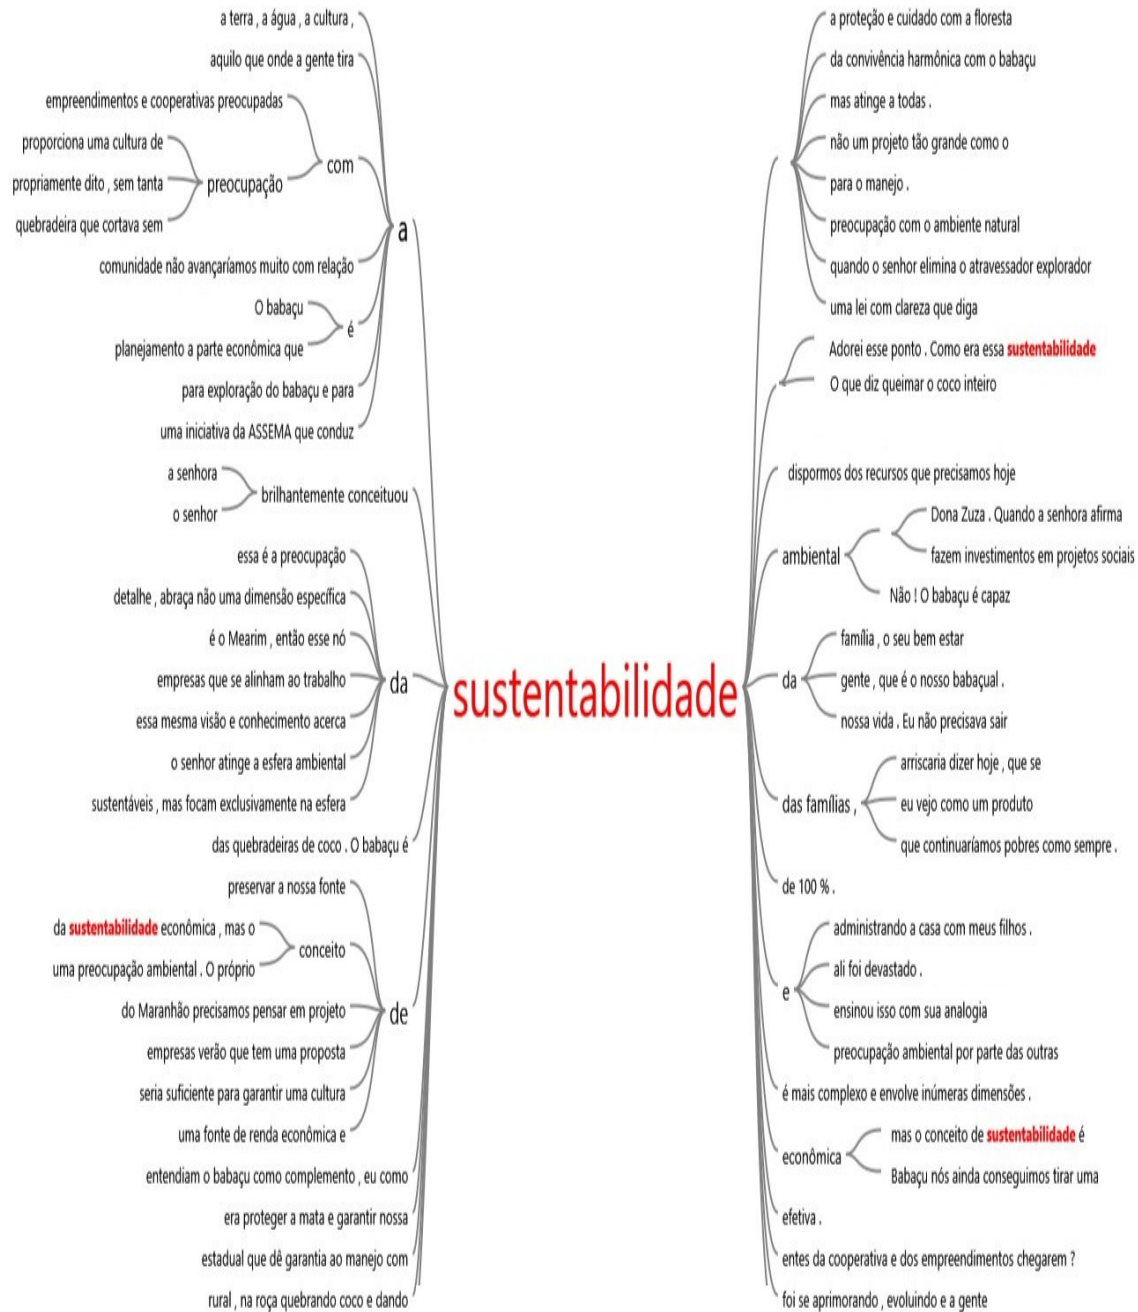 a terra , a água , a cultura ,
aquilo que onde a gente tira
empreendimentos e cooperativas preocupadas
proporciona uma cultura de
propriamente dito , sem tanta
quebradeira que cortava sem
preocupação
com
comunidade não avançaríamos muito com relação
O babaçu
planejamento a parte econômica que
é
para exploração do babaçu e para
uma iniciativa da ASSEMA que conduz
a
a senhora
o senhor
brilhantemente conceituou
essa é a preocupação
detalhe , abraça não uma dimensão específica
é o Mearim , então esse nó
empresas que se alinham ao trabalho
essa mesma visão e conhecimento acerca
o senhor atinge a esfera ambiental
sustentáveis , mas focam exclusivamente na esfera
da
das quebradeiras de coco . O babaçu é
preservar a nossa fonte
da sustentabilidade econômica , mas o
uma preocupação ambiental . O próprio
conceito
do Maranhão precisamos pensar em projeto
empresas verão que tem uma proposta
seria suficiente para garantir uma cultura
uma fonte de renda econômica e
de
entendiam o babaçu como complemento , eu como
era proteger a mata e garantir nossa
estadual que dê garantia ao manejo com
rural , na roça quebrando coco e dando
sustentabilidade
a proteção e cuidado com a floresta
da convivência harmônica com o babaçu
mas atinge a todas .
não um projeto tão grande como o
para o manejo .
preocupação com o ambiente natural
quando o senhor elimina o atravessador explorador
uma lei com clareza que diga
Adorei esse ponto . Como era essa sustentabilidade
O que diz queimar o coco inteiro
dispormos dos recursos que precisamos hoje
ambiental
Dona Zuza . Quando a senhora afirma
fazem investimentos em projetos sociais
Não ! O babaçu é capaz
da
família , o seu bem estar
gente , que é o nosso babaçual .
nossa vida . Eu não precisava sair
das famílias ,
arriscaria dizer hoje , que se
eu vejo como um produto
que continuaríamos pobres como sempre .
de 100 % .
e
administrando a casa com meus filhos .
ali foi devastado .
ensinou isso com sua analogia
preocupação ambiental por parte das outras
é mais complexo e envolve inúmeras dimensões .
econômica
mas o conceito de sustentabilidade é
Babaçu nós ainda conseguimos tirar uma
efetiva .
entes da cooperativa e dos empreendimentos chegarem ?
foi se aprimorando , evoluindo e a gente